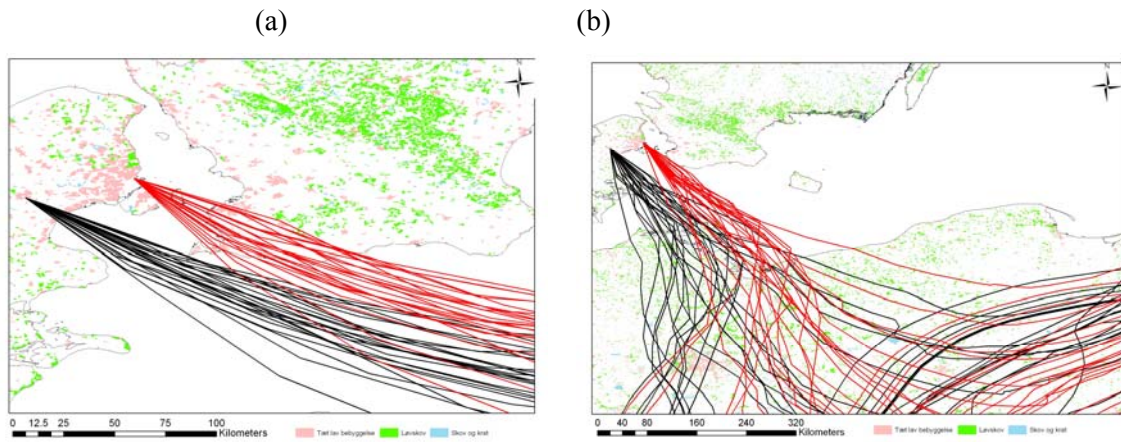 (a)
(b)
N
N
0 12.5 25 50 75 100
Kilometers
Tæt lav bebyggelse Løvskov Skov og krat
0 40 80 160 240 320
Kilometers
Tæt lav bebyggelse Løvskov Skov og krat